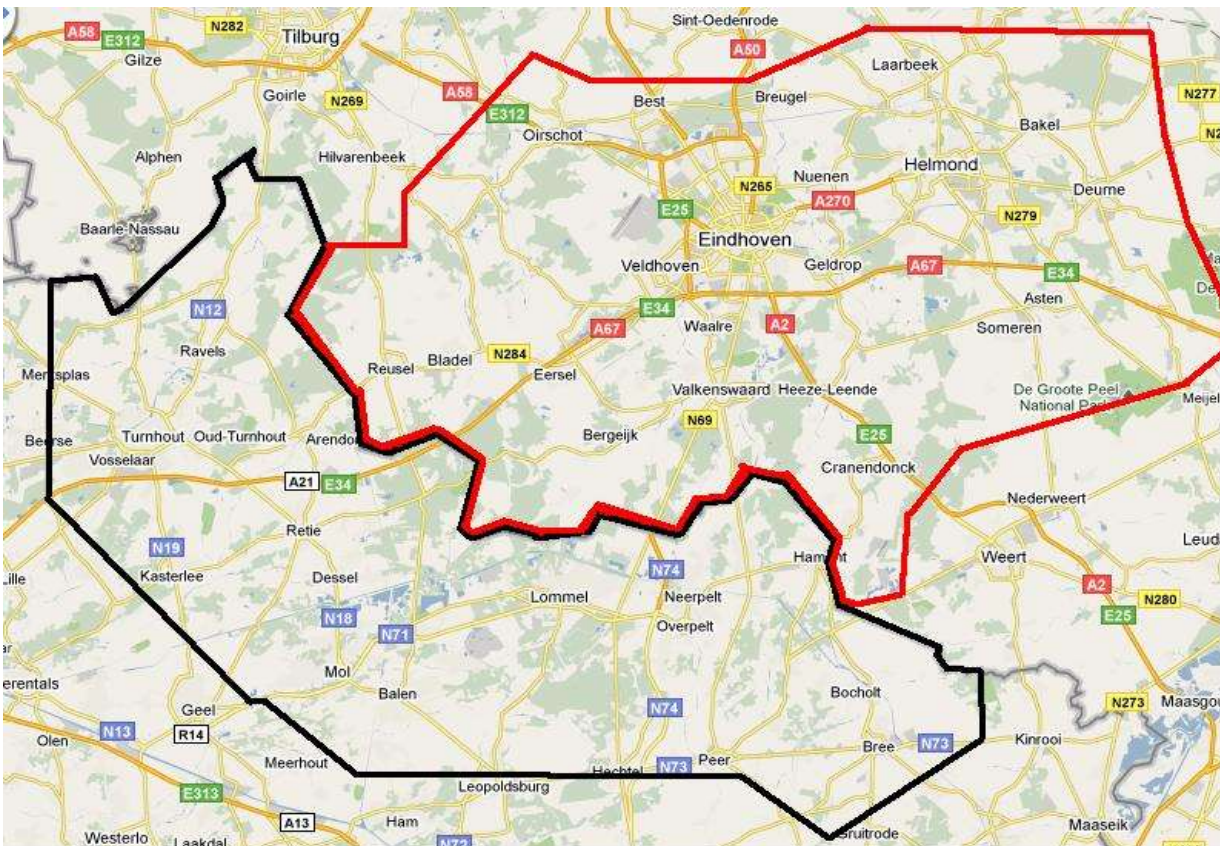 Sint-Oedenrode
N282
A58
E312
Tilburg
A50
Gilze
Laarbeek
Goirle
N269
A58
Best
Breugel
N277
E312
Oirschot
Bakel
Alphen
Hilvarenbeek
Helmond
Nuenen
N265
Deurne
A270
E25
N279
Baarle-Nassau
Eindhoven
Veldhoven
Geldrop
A67
E34
N12
E34
Asten
A67
Waalre
A2
Someren
Ravels
Bladel
N284
Reusel
Eersel
Merksplas
Valkenswaard
Heeze-Leende
De Groote Peel
National Park
Meijel
N69
Beerse
Turnhout
Oud-Turnhout
Bergeijk
E25
Vosselaar
Cranendonck
A21
E34
Nederweert
Retie
N19
Weert
Kasterlee
Dessel
N74
A2
Lommel
Neerpelt
N280
N18
E25
N71
Overpelt
Mol
Balen
Bocholt
Geel
N74
N273
N13
R14
Olen
Bree
N73
Kinrooi
Meerhout
Peer
N73
Hechtel
Leopoldsburg
E313
A13
Ham
Maaseik
Westerlo
Laakdal
N72
Gruitrode